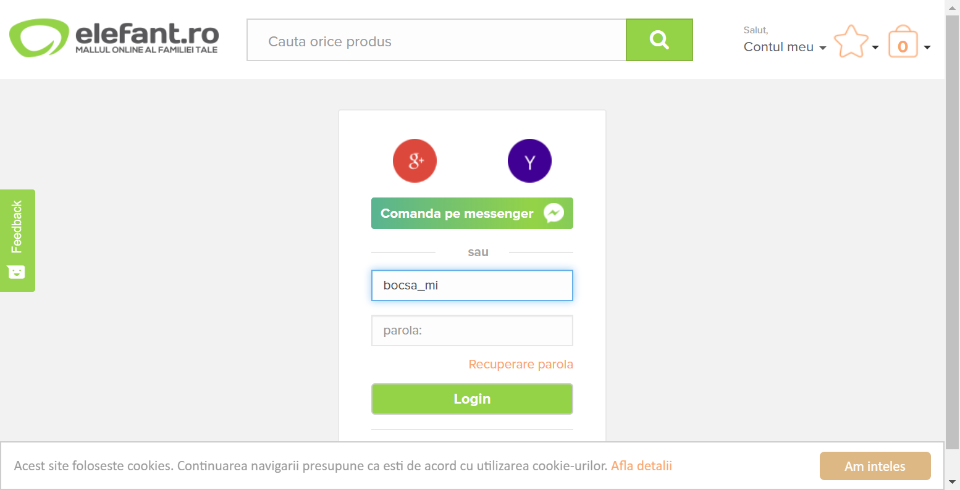 elefant.ro
MALLUL ONLINE AL FAMILIEI TALE
Cauta orice produs
Salut,
Contul meu
0
g+
Y
Comanda pe messenger
Feedback
sau
bocsa_mi
parola:
Recuperare parola
Login
Acest site foloseste cookies. Continuarea navigarii presupune ca esti de acord cu utilizarea cookie-urilor. Afla detalii
Am inteles